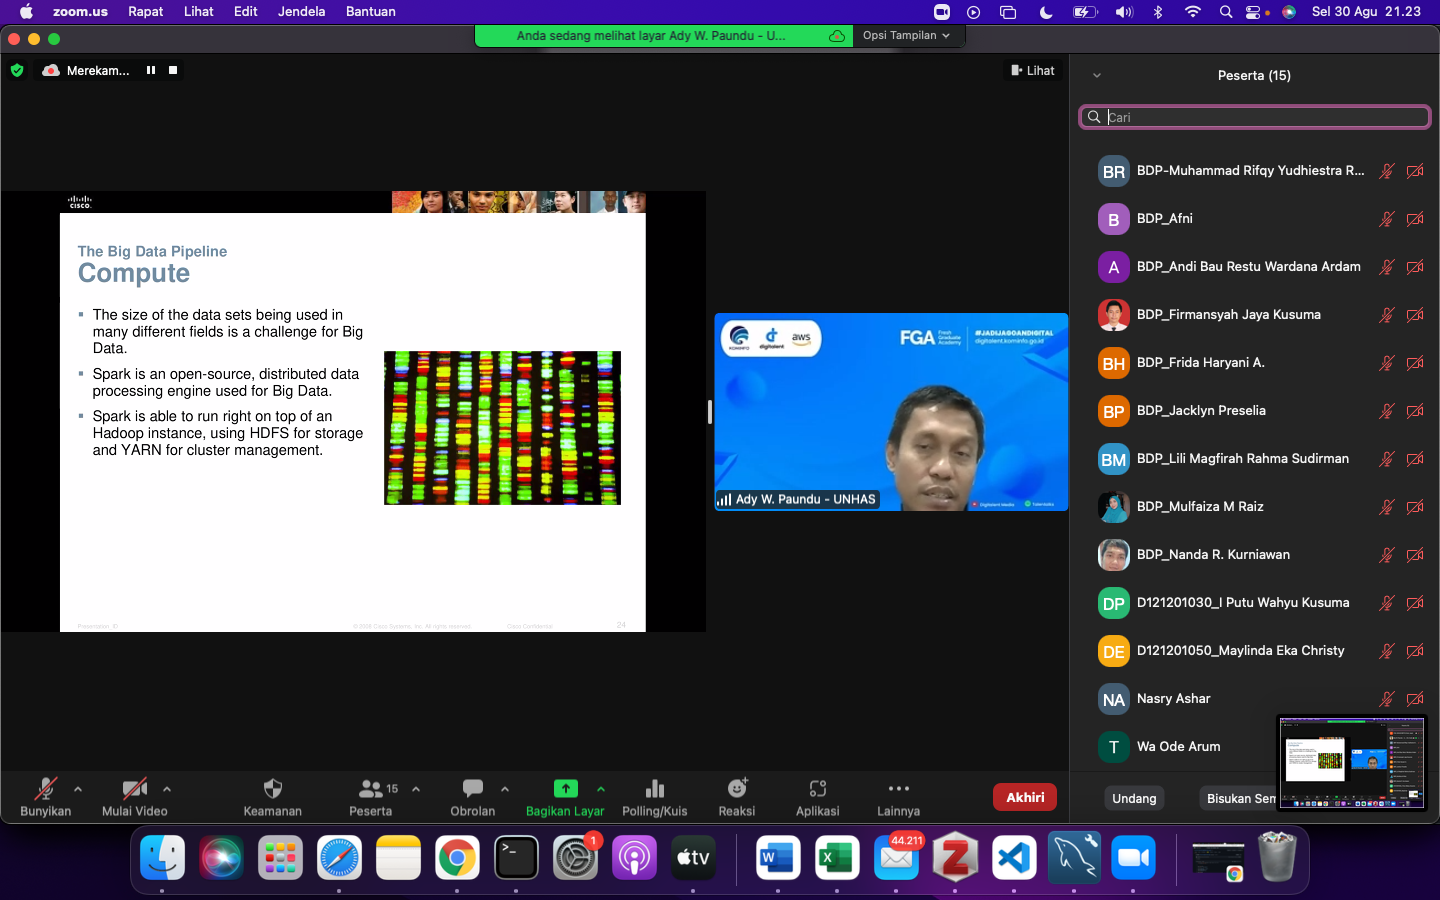 zoom.us Rapat Lihat Edit Jendela Bantuan
Sel 30 Agu 21.23
Anda sedang melihat layar Ady W. Paundu - U...
Opsi Tampilan
Merekam...
Lihat
Peserta (15)
Cari
cisco.
The Big Data Pipeline
Compute
The size of the data sets being used in
many different fields is a challenge for Big
Data.
Spark is an open-source, distributed data
processing engine used for Big Data.
Spark is able to run right on top of an
Hadoop instance, using HDFS for storage
and YARN for cluster management.
Presentation_ID
© 2008 Cisco Systems, Inc. All rights reserved.
Cisco Confidential
24
KOMINFO
digitalent
aws
FGA
Fresh
Graduate
Academy
#JADIJAGOANDIGITAL
digitalent.kominfo.go.id
Ady W. Paundu - UNHAS
BR BDP-Muhammad Rifqy Yudhiestra R...
B BDP_Afni
A BDP_Andi Bau Restu Wardana Ardam
BDP_Firmansyah Jaya Kusuma
BH BDP_Frida Haryani A.
BP BDP_Jacklyn Preselia
BM BDP_Lili Magfirah Rahma Sudirman
BDP_Mulfaiza M Raiz
BDP_Nanda R. Kurniawan
DP D121201030_I Putu Wahyu Kusuma
DE D121201050_Maylinda Eka Christy
NA Nasry Ashar
T Wa Ode Arum
Undang
Bisukan Sem
Bunyikan
Mulai Video
Keamanan
15
Peserta
Obrolan
Bagikan Layar
Polling/Kuis
Reaksi
Aplikasi
Lainnya
Akhiri
1
tv
W
X
44.211
Z